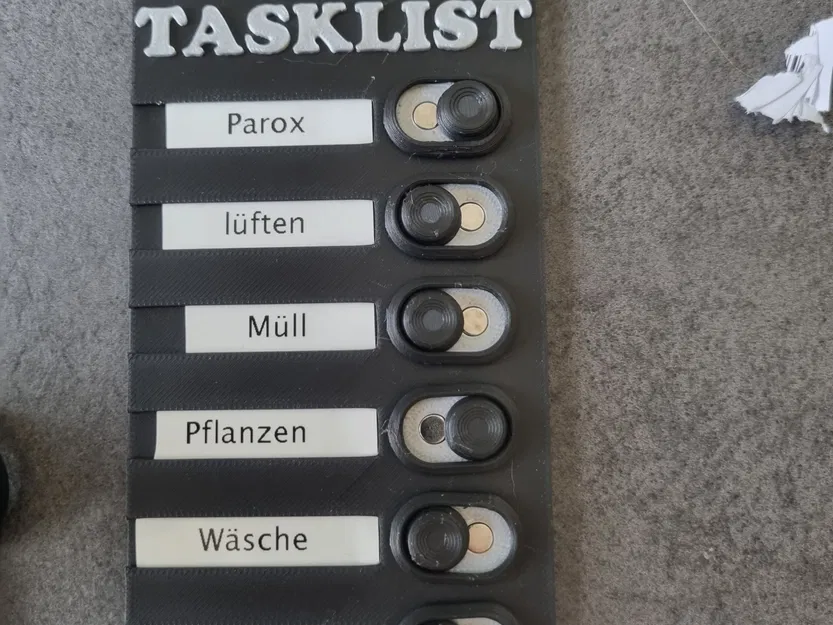 TASKLIST
Parox
lüften
Müll
Pflanzen
Wäsche